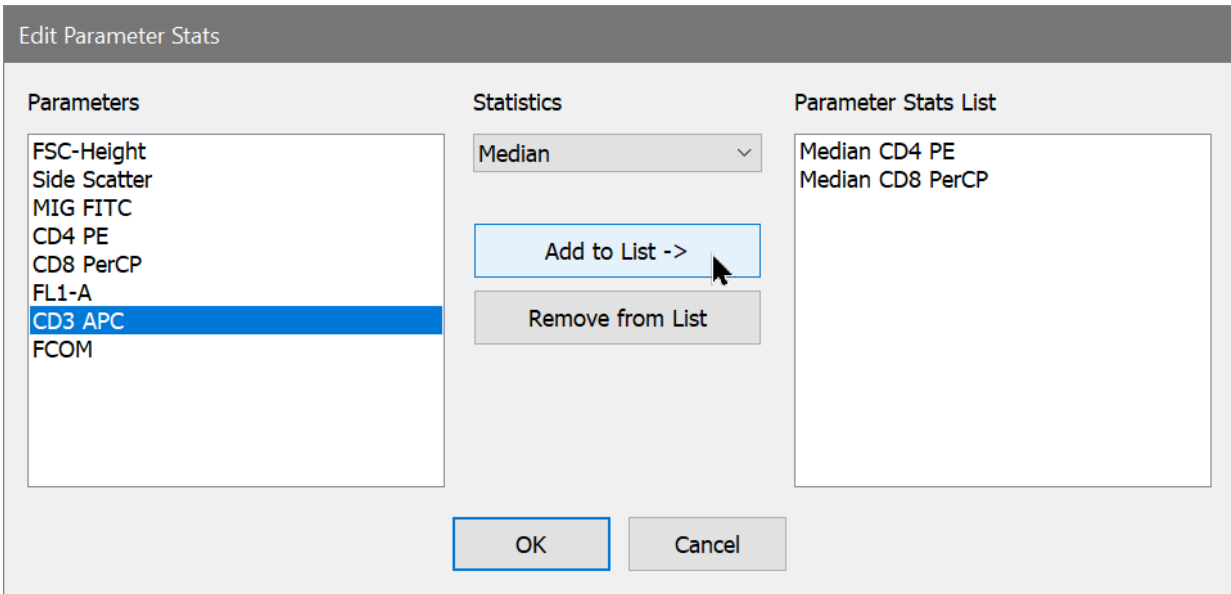 Edit Parameter Stats
Parameters
FSC-Height
Side Scatter
MIG FITC
CD4 PE
CD8 PerCP
FL1-A
CD3 APC
FCOM
Statistics
Median
Add to List ->
Remove from List
Parameter Stats List
Median CD4 PE
Median CD8 PerCP
OK
Cancel